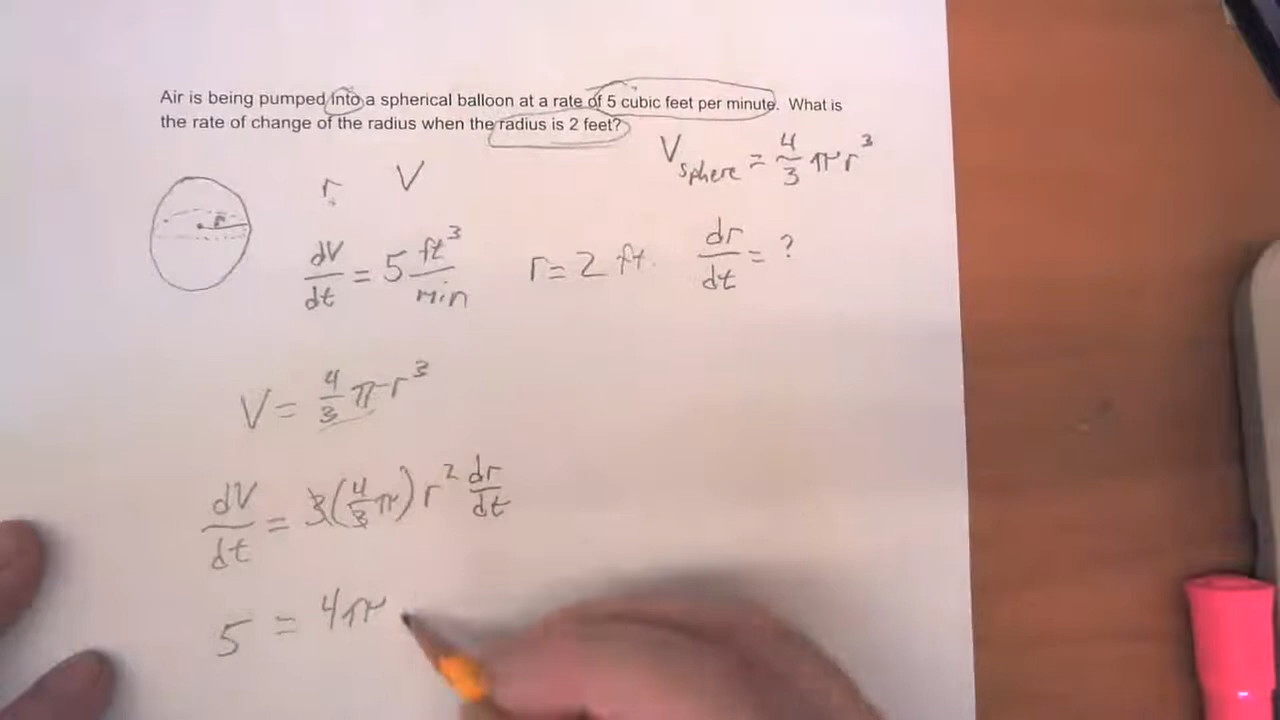 Air is being pumped into a spherical balloon at a rate of 5 cubic feet per minute. What is
the rate of change of the radius when the radius is 2 feet?
V sphere = 4/3 πr³
r V
r
dV/dt = 5 ft³/min r = 2 ft. dr/dt = ?
V = 4/3 πr³
dV/dt = 3(4/3 π) r² dr/dt
5 = 4π